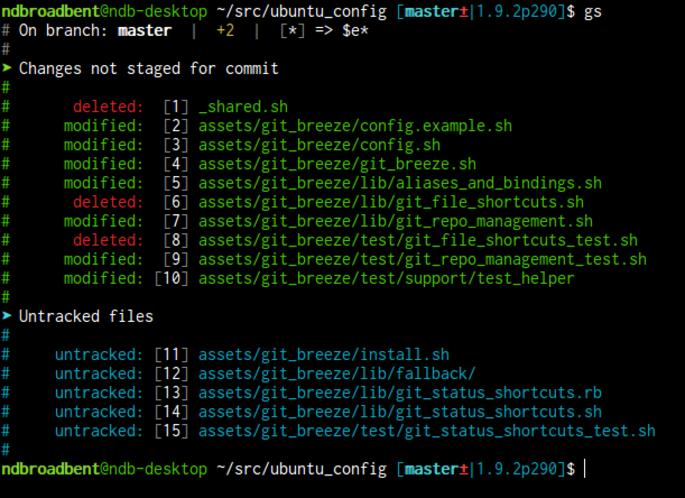 ndbroadbent@ndb-desktop ~/src/ubuntu_config [master±|1.9.2p290]$ gs
# On branch: master  |  +2  |  [*] => $e*
#
➤ Changes not staged for commit
#
#       deleted:  [1] _shared.sh
#      modified:  [2] assets/git_breeze/config.example.sh
#      modified:  [3] assets/git_breeze/config.sh
#      modified:  [4] assets/git_breeze/git_breeze.sh
#      modified:  [5] assets/git_breeze/lib/aliases_and_bindings.sh
#       deleted:  [6] assets/git_breeze/lib/git_file_shortcuts.sh
#      modified:  [7] assets/git_breeze/lib/git_repo_management.sh
#       deleted:  [8] assets/git_breeze/test/git_file_shortcuts_test.sh
#      modified:  [9] assets/git_breeze/test/git_repo_management_test.sh
#      modified: [10] assets/git_breeze/test/support/test_helper
#
➤ Untracked files
#
#     untracked: [11] assets/git_breeze/install.sh
#     untracked: [12] assets/git_breeze/lib/fallback/
#     untracked: [13] assets/git_breeze/lib/git_status_shortcuts.rb
#     untracked: [14] assets/git_breeze/lib/git_status_shortcuts.sh
#     untracked: [15] assets/git_breeze/test/git_status_shortcuts_test.sh
#
ndbroadbent@ndb-desktop ~/src/ubuntu_config [master±|1.9.2p290]$